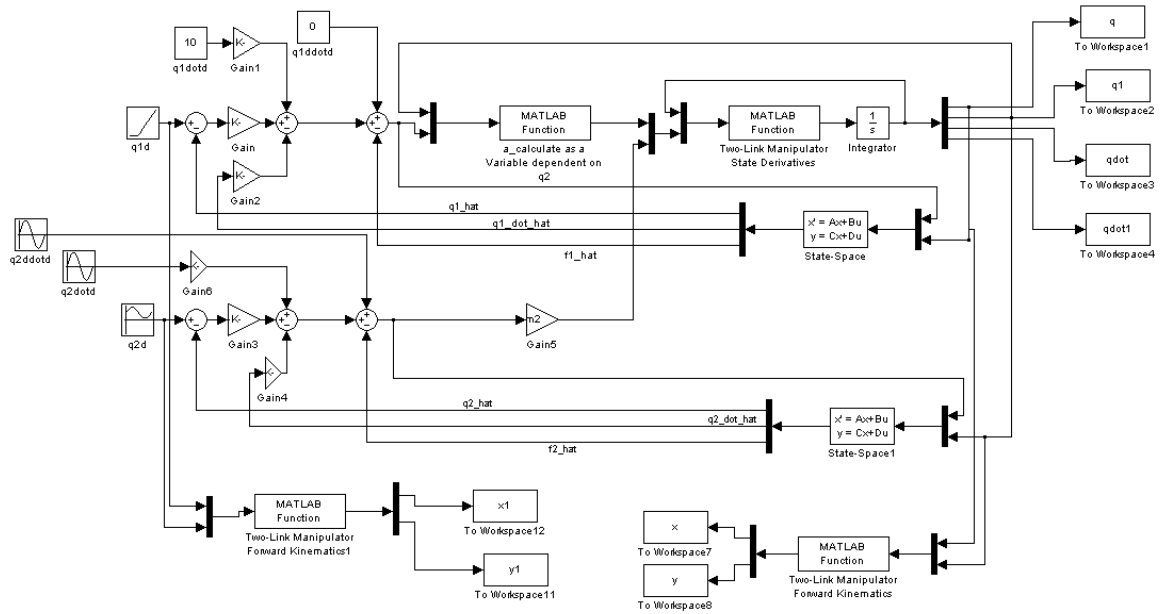 0
q1ddotd
10
q1dotd
K-
Gain1
q1d
K-
Gain
K-
Gain2
MATLAB
Function
a_calculate as a
Variable dependent on
q2
MATLAB
Function
Two-Link Manipulator
State Derivatives
1
s
Integrator
q
To Workspace1
q1
To Workspace2
qdot
To Workspace3
qdot1
To Workspace4
q1_hat
q1_dot_hat
f1_hat
x' = Ax+Bu
y = Cx+Du
State-Space
q2ddotd
q2dotd
K-
Gain6
q2d
K-
Gain3
K-
Gain4
m2
Gain5
q2_hat
q2_dot_hat
f2_hat
x' = Ax+Bu
y = Cx+Du
State-Space1
MATLAB
Function
Two-Link Manipulator
Forward Kinematics1
x1
To Workspace12
y1
To Workspace11
x
To Workspace7
y
To Workspace8
MATLAB
Function
Two-Link Manipulator
Forward Kinematics